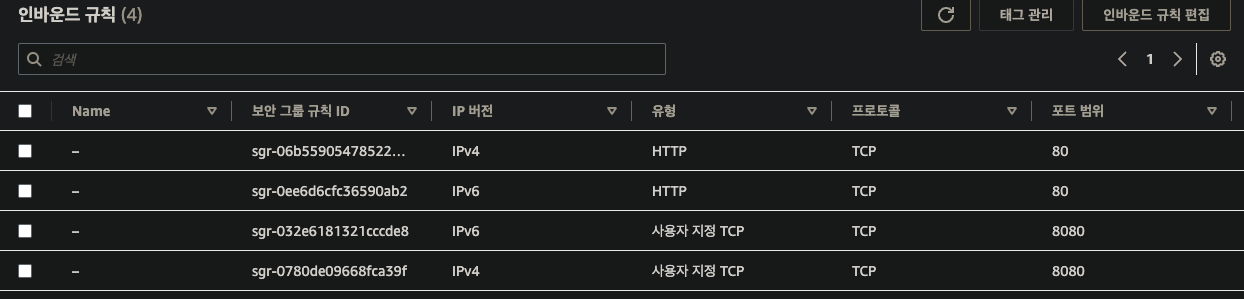 인바운드 규칙 (4)
태그 관리
인바운드 규칙 편집
검색
1
Name 보안 그룹 규칙 ID IP 버전 유형 프로토콜 포트 범위
– sgr-06b55905478522... IPv4 HTTP TCP 80
– sgr-0ee6d6cfc36590ab2 IPv6 HTTP TCP 80
– sgr-032e6181321cccde8 IPv6 사용자 지정 TCP TCP 8080
– sgr-0780de09668fca39f IPv4 사용자 지정 TCP TCP 8080